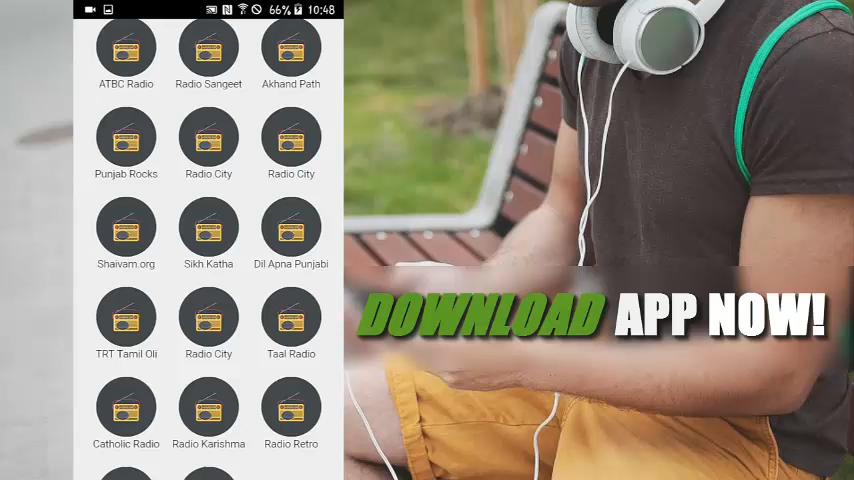 66% 10:48
ATBC Radio Radio Sangeet Akhand Path
Punjab Rocks Radio City Radio City
Shaivam.org Sikh Katha Dil Apna Punjabi
DOWNLOAD APP NOW!
TRT Tamil Oli Radio City Taal Radio
Catholic Radio Radio Karishma Radio Retro